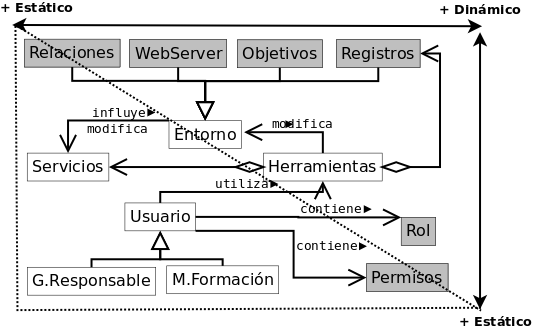 + Estático
+ Dinámico
Relaciones
WebServer
Objetivos
Registros
influye
modifica
Entorno
modifica
Servicios
Herramientas
utiliza
Usuario
contiene
Rol
contiene
G.Responsable
M.Formación
Permisos
+ Estático